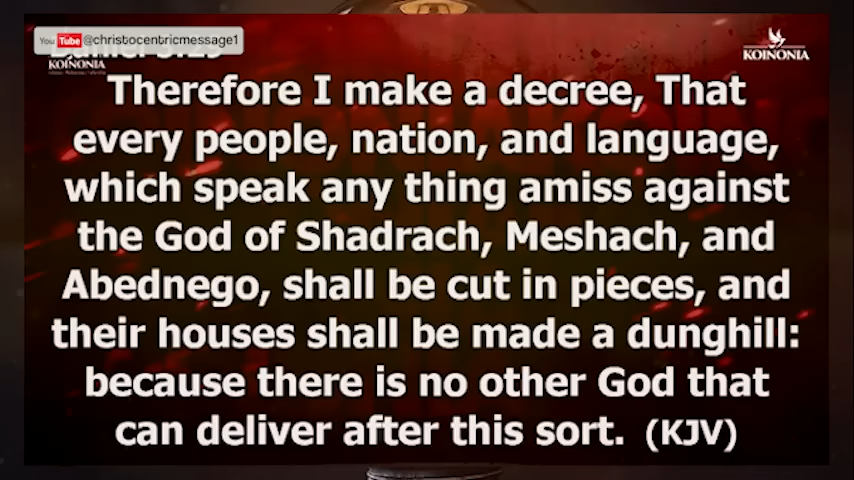 You Tube @christocentricmessage1
KOINONIA
KOINONIA
Therefore I make a decree, That
every people, nation, and language,
which speak any thing amiss against
the God of Shadrach, Meshach, and
Abednego, shall be cut in pieces, and
their houses shall be made a dunghill:
because there is no other God that
can deliver after this sort. (KJV)